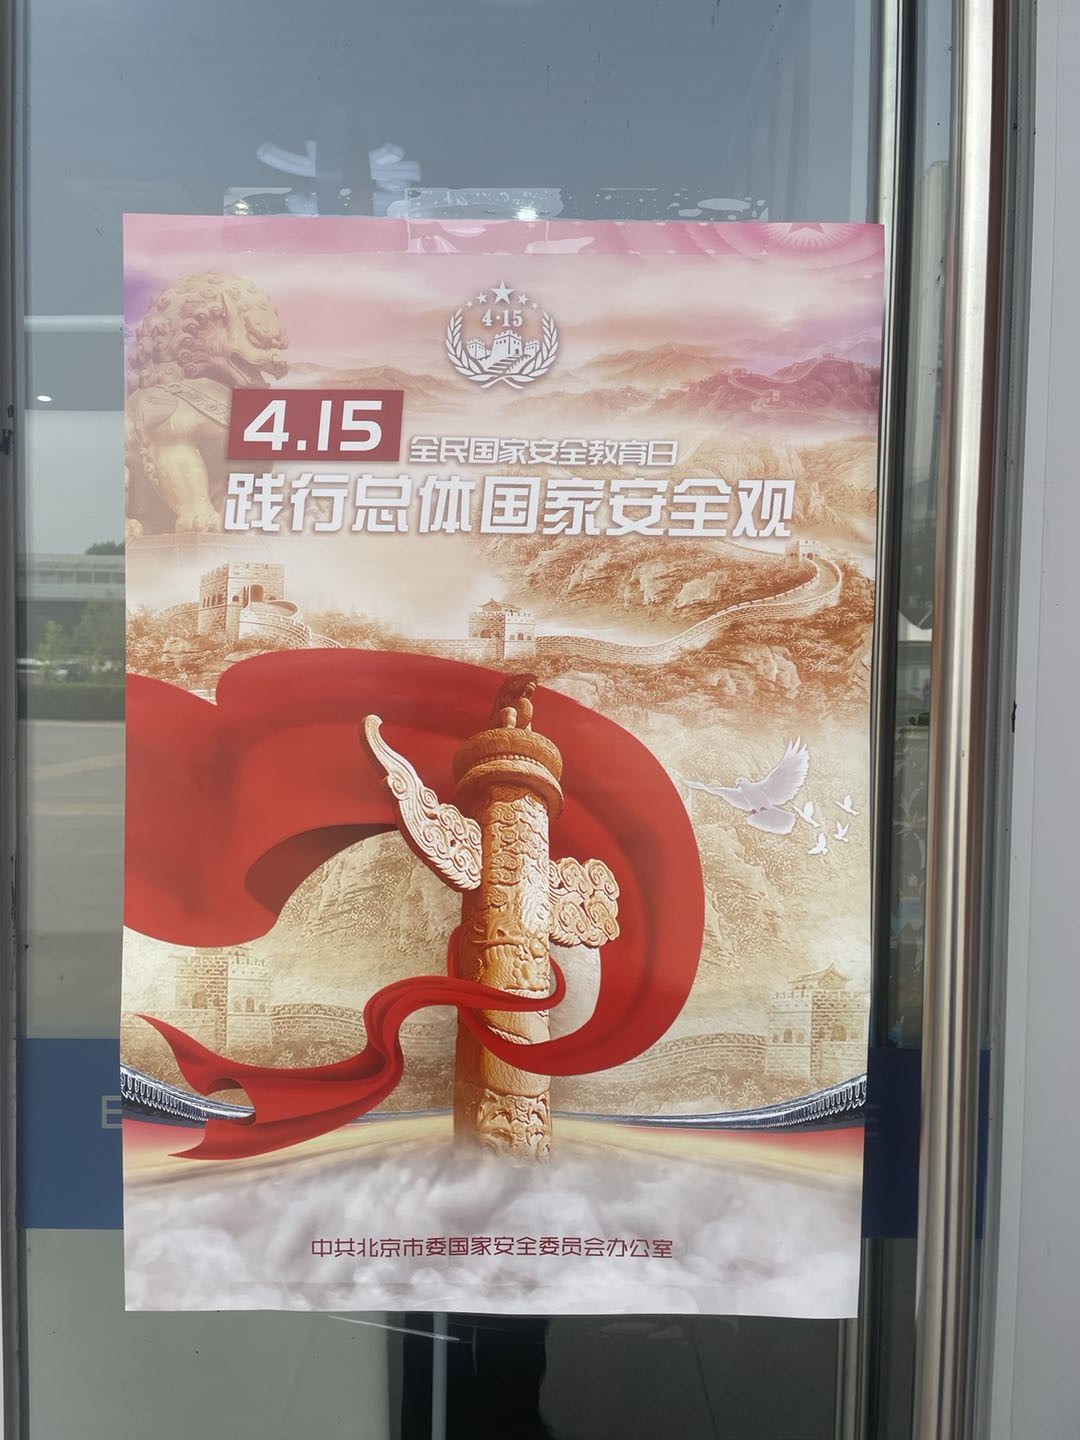 4·15
4.15
全民国家安全教育日
践行总体国家安全观
中共北京市委国家安全委员会办公室